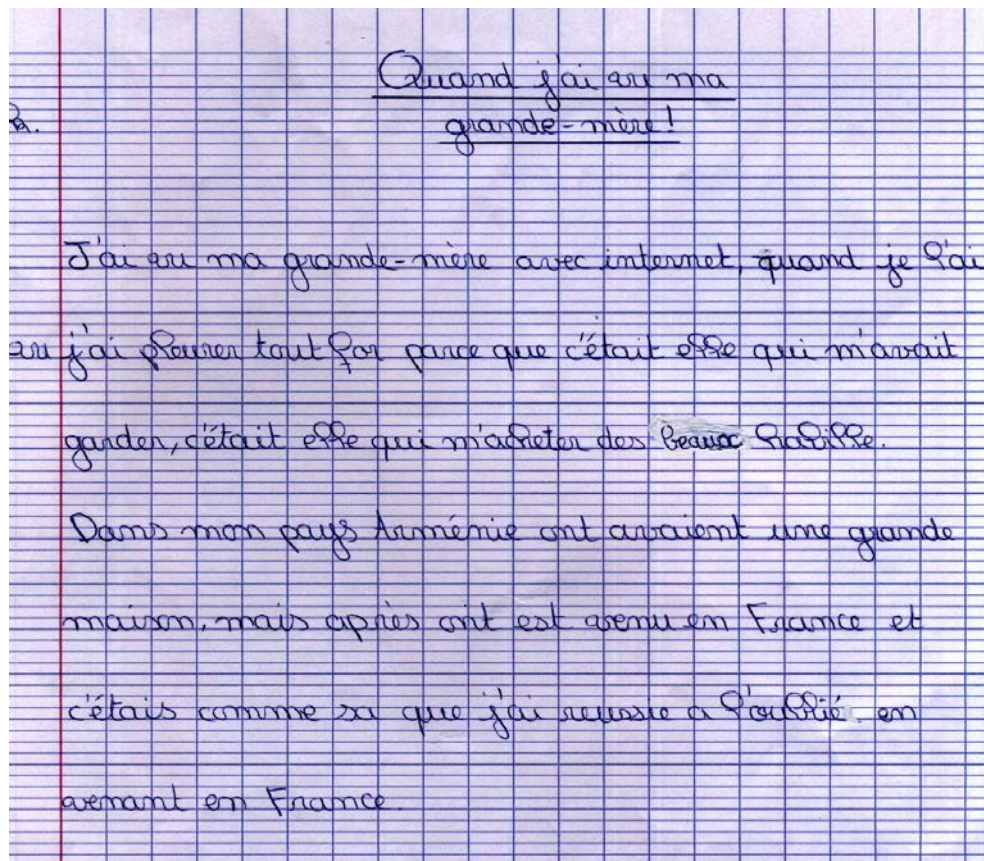 Quand j'ai vu ma
grande-mère!
J'ai vu ma grande-mère avec internet, quand je l'ai
vu j'ai pleurer tout for parce que c'était elle qui m'avait
garder, c'était elle qui m'acheter des beaux habille.
Dans mon pays Arménie ont avaient une grande
maison, mais après ont est venu en France et
c'étais comme sa que j'ai reussie a l'oublié en
venant en France.